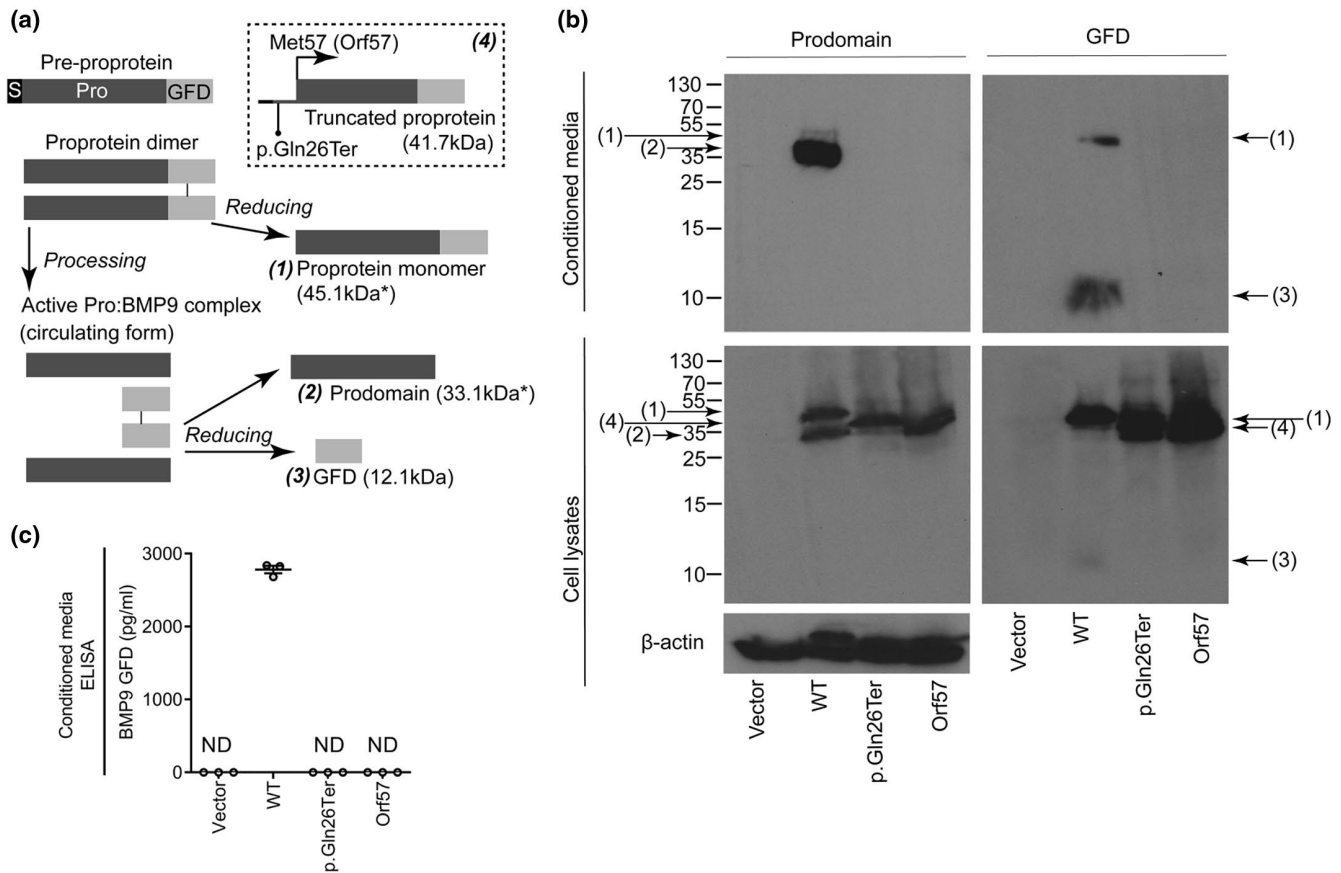 (a)
Pre-proprotein
S Pro GFD
Met57 (Orf57) (4)
Truncated proprotein
(41.7kDa)
p.Gln26Ter
Proprotein dimer
Reducing
(1) Proprotein monomer
(45.1kDa*)
Processing
Active Pro:BMP9 complex
(circulating form)
(2) Prodomain (33.1kDa*)
Reducing
(3) GFD (12.1kDa)
(b)
Prodomain GFD
Conditioned media
130
70
55
35
25
15
10
(1)
(2)
(1)
(3)
Cell lysates
130
70
55
35
25
15
10
(1)
(4)
(2)
(1)
(4)
(3)
β-actin
Vector WT p.Gln26Ter Orf57
Vector WT p.Gln26Ter Orf57
(c)
Conditioned media
ELISA
BMP9 GFD (pg/ml)
3000
2000
1000
0
ND ND ND
Vector WT p.Gln26Ter Orf57